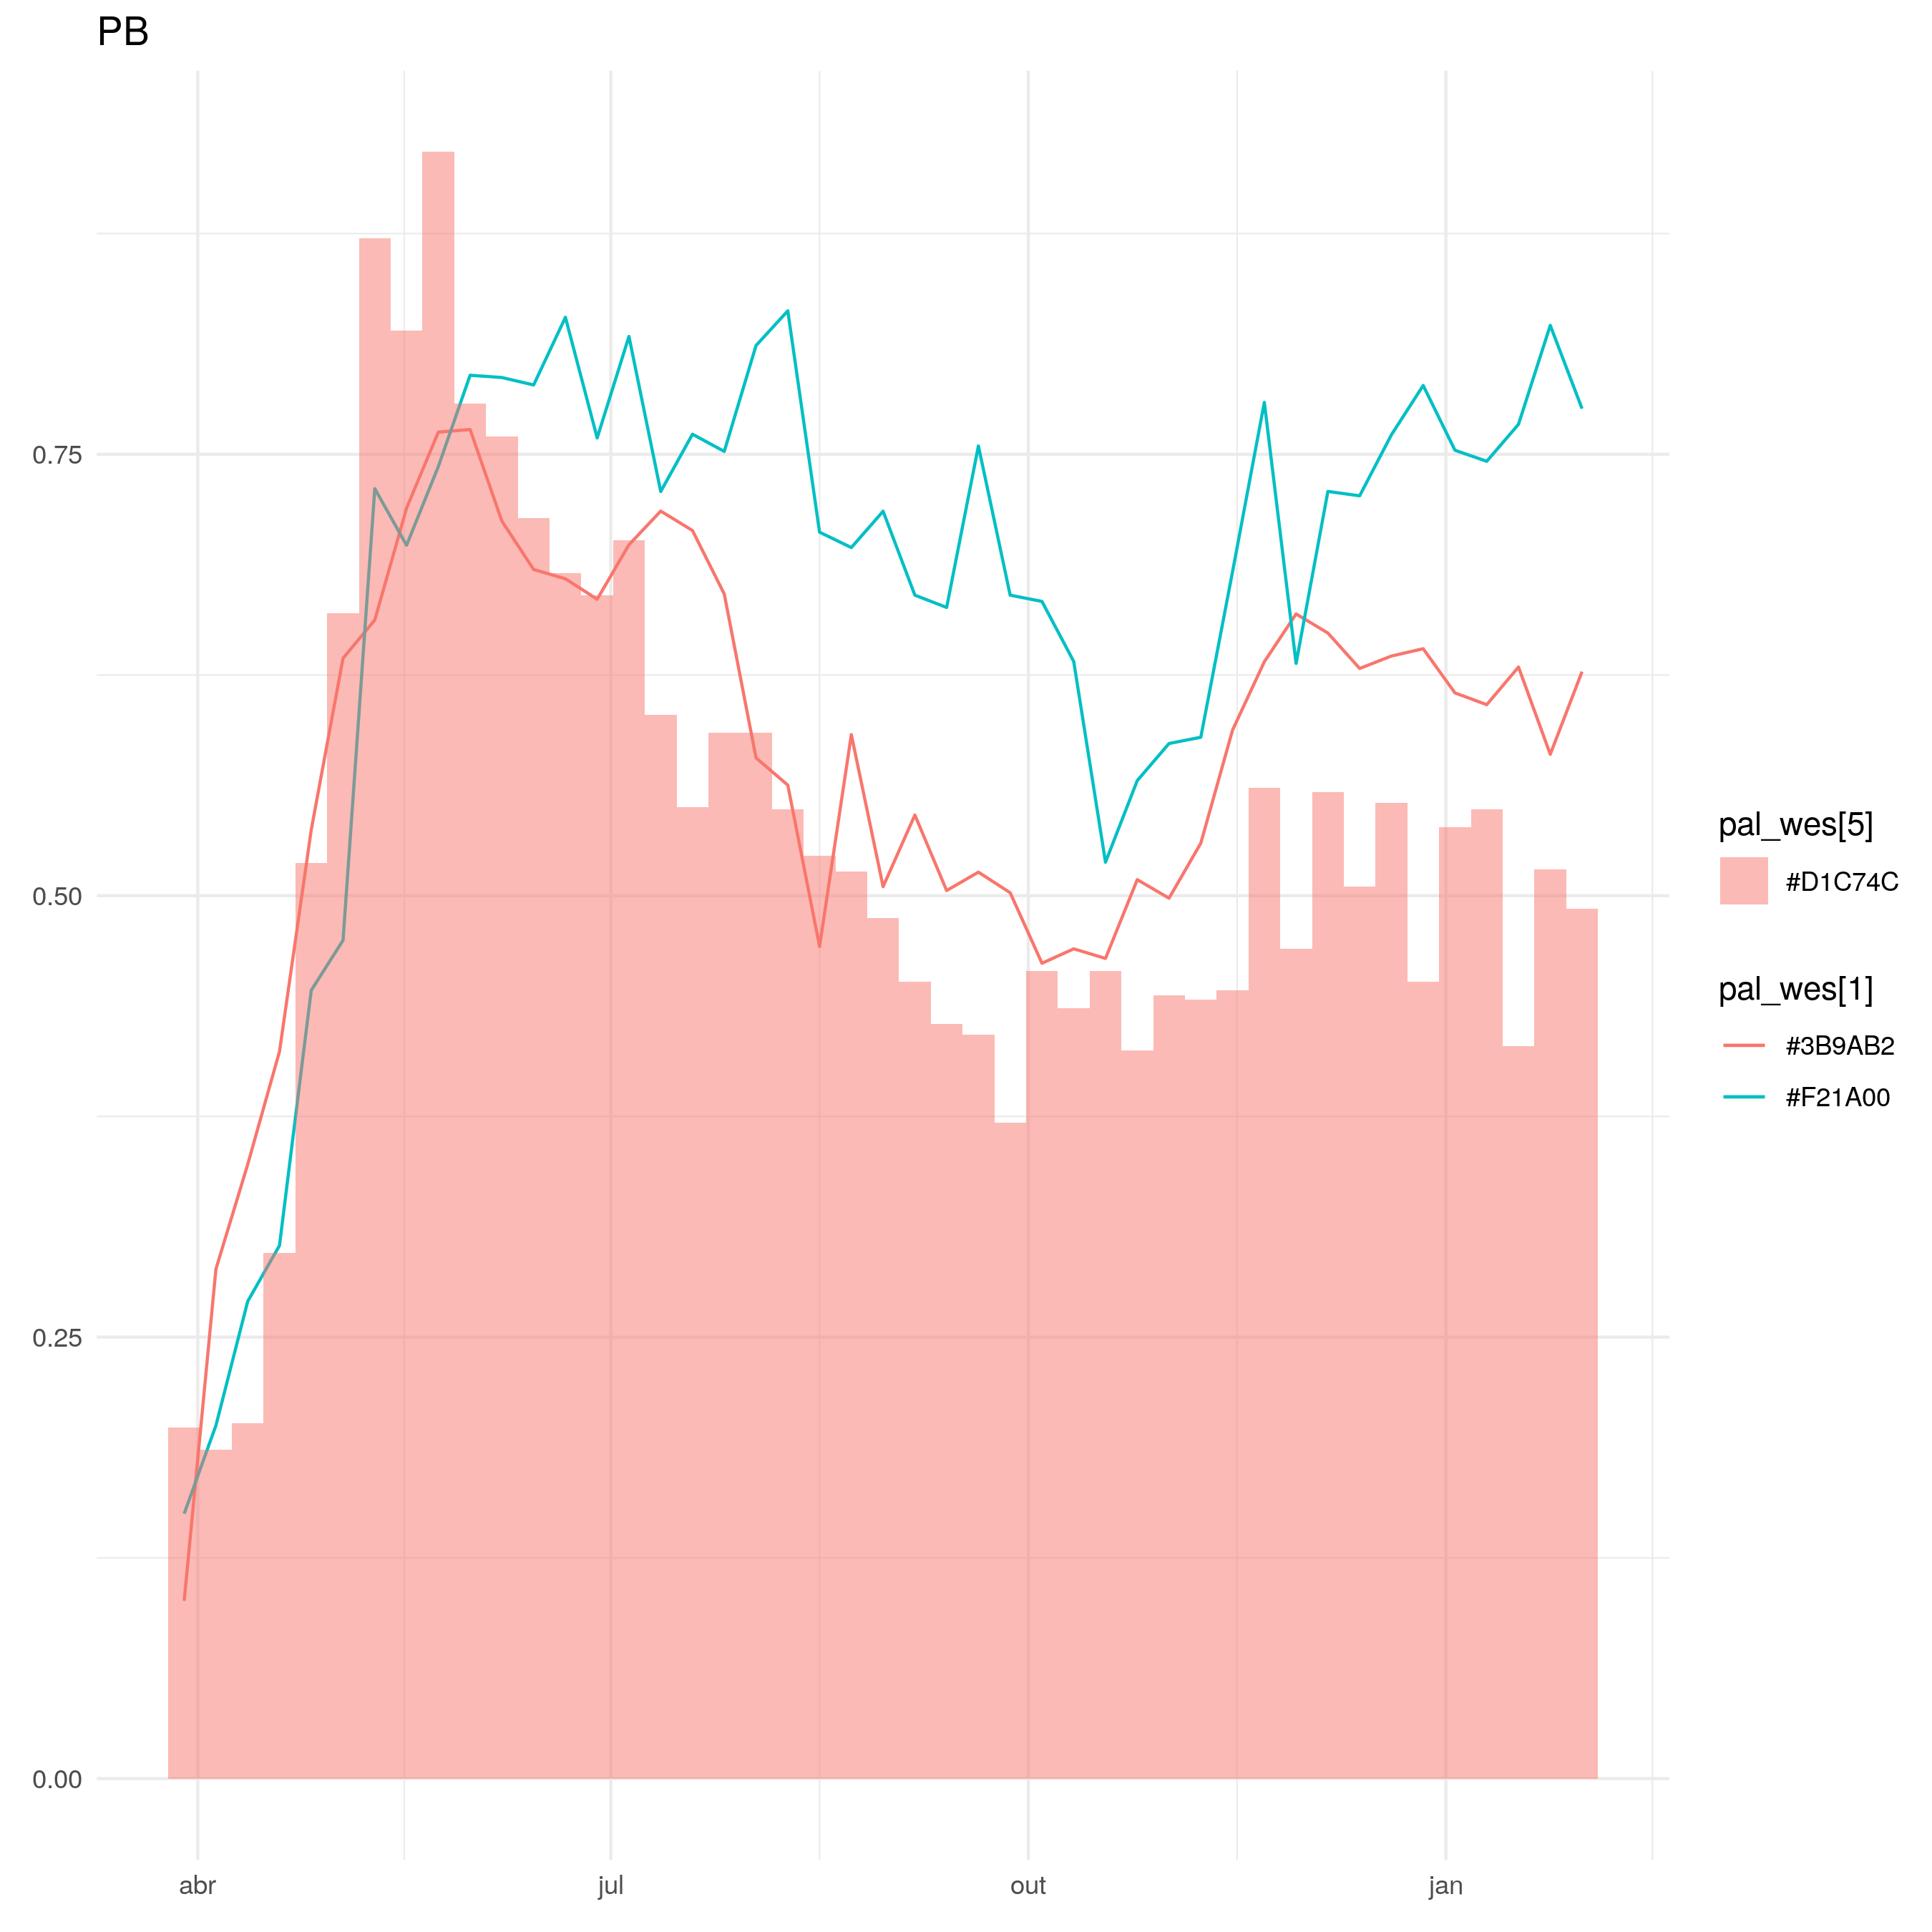 PB
0.75
0.50
0.25
0.00
abr jul out jan
pal_wes[5]
#D1C74C
pal_wes[1]
#3B9AB2
#F21A00